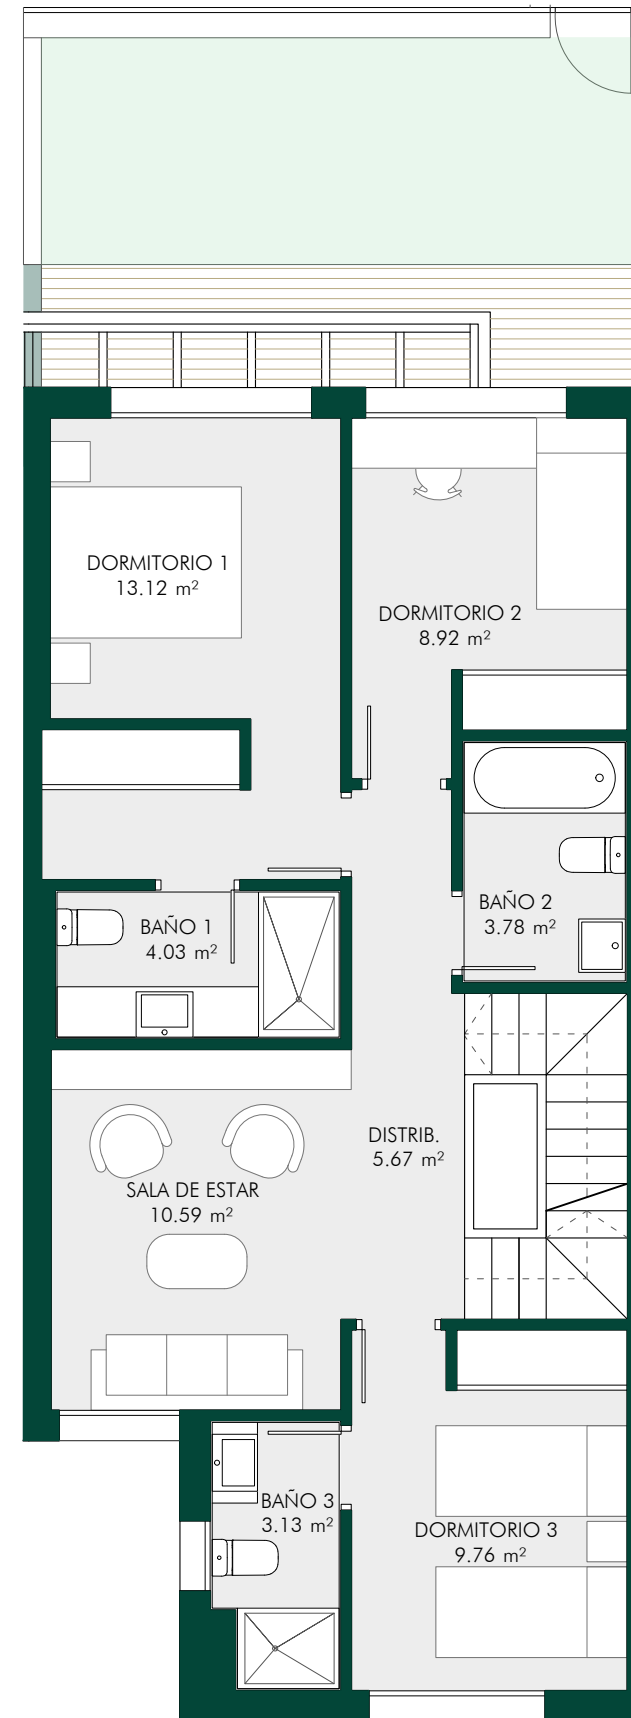 DORMITORIO 1
13.12 m²
DORMITORIO 2
8.92 m²
BAÑO 2
3.78 m²
BAÑO 1
4.03 m²
DISTRIB.
5.67 m²
SALA DE ESTAR
10.59 m²
BAÑO 3
3.13 m²
DORMITORIO 3
9.76 m²